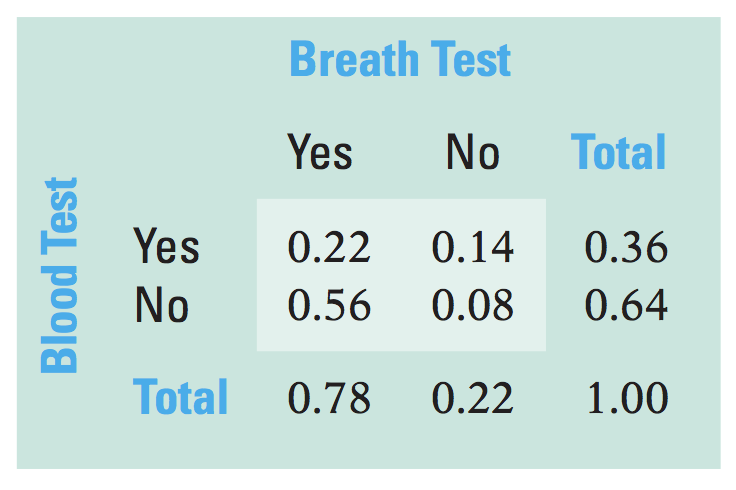 Breath Test
Yes No Total
Blood Test
Yes 0.22 0.14 0.36
No 0.56 0.08 0.64
Total 0.78 0.22 1.00